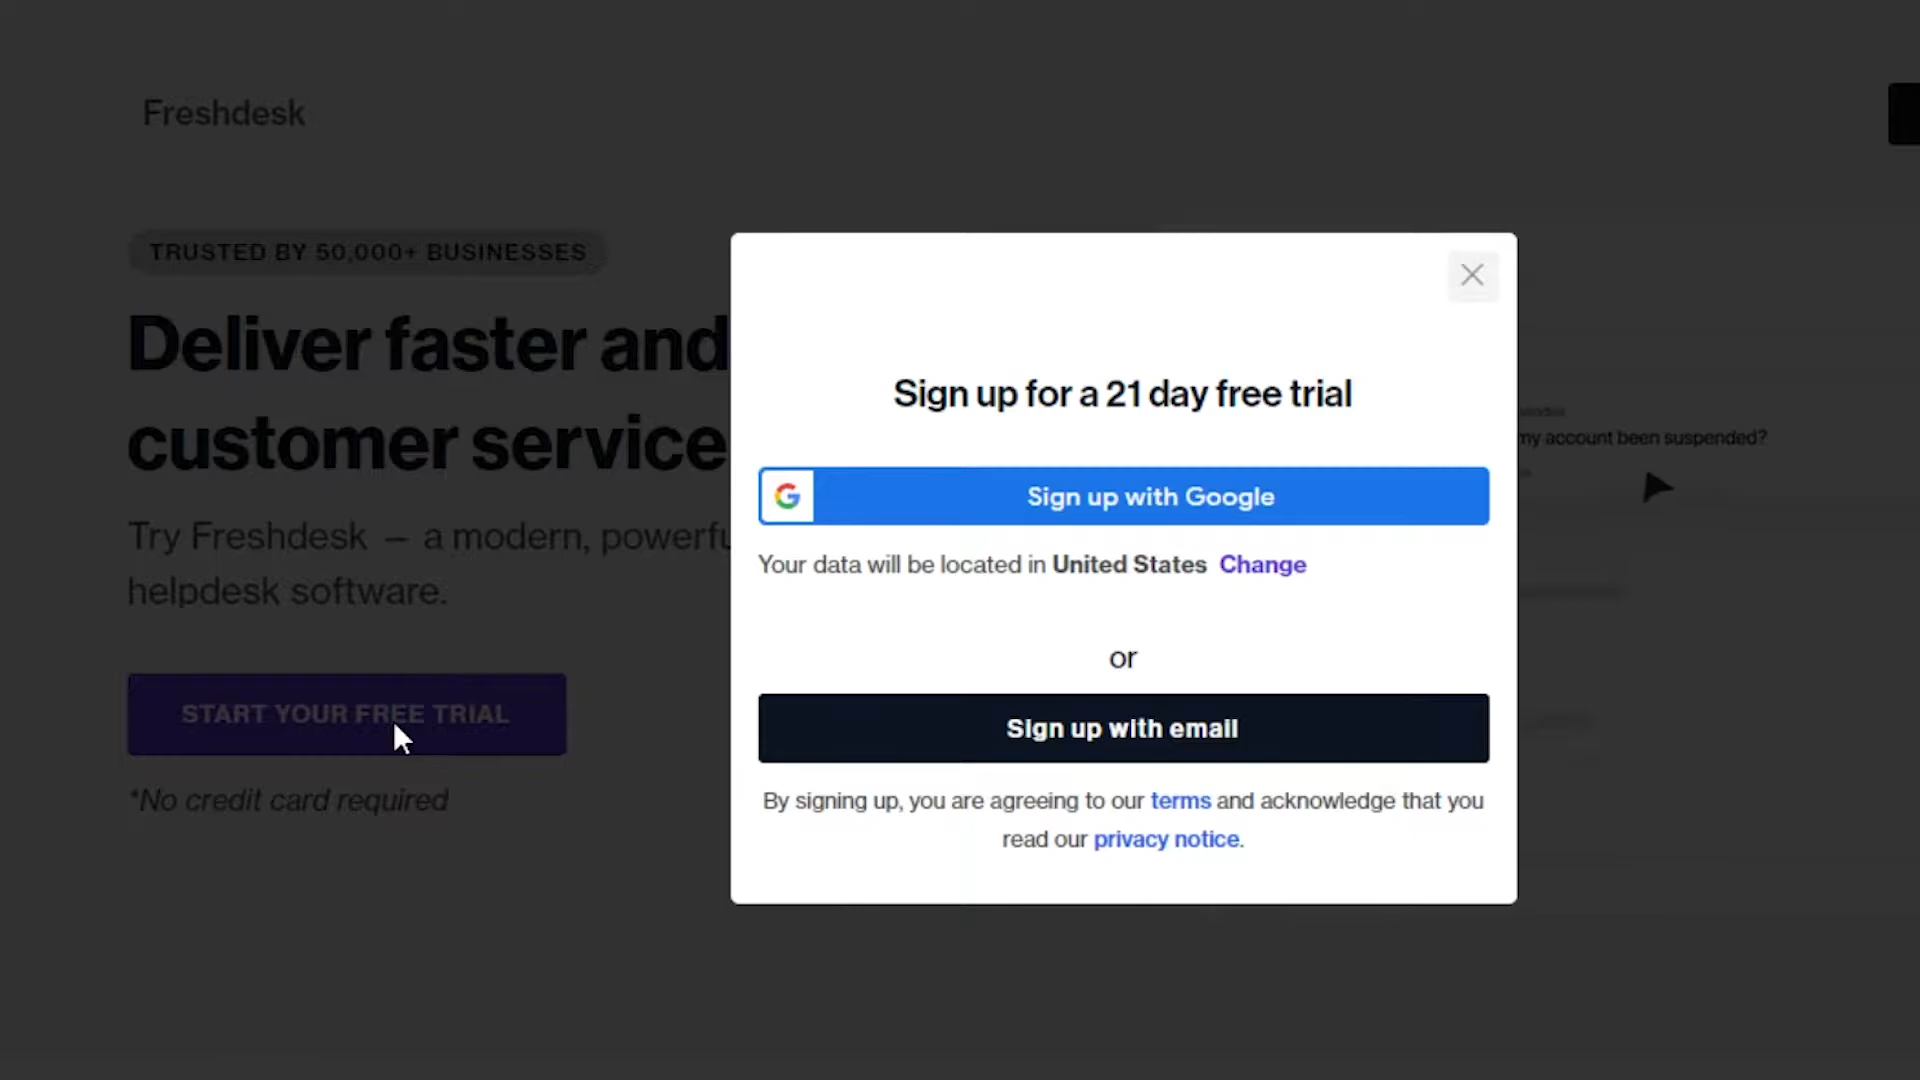 Freshdesk
TRUSTED BY 50,000+ BUSINESSES
Deliver faster and
customer service
Try Freshdesk – a modern, powerfu
helpdesk software.
START YOUR FREE TRIAL
*No credit card required
Sign up for a 21 day free trial
Sign up with Google
Your data will be located in United States Change
or
Sign up with email
By signing up, you are agreeing to our terms and acknowledge that you
read our privacy notice.
my account been suspended?